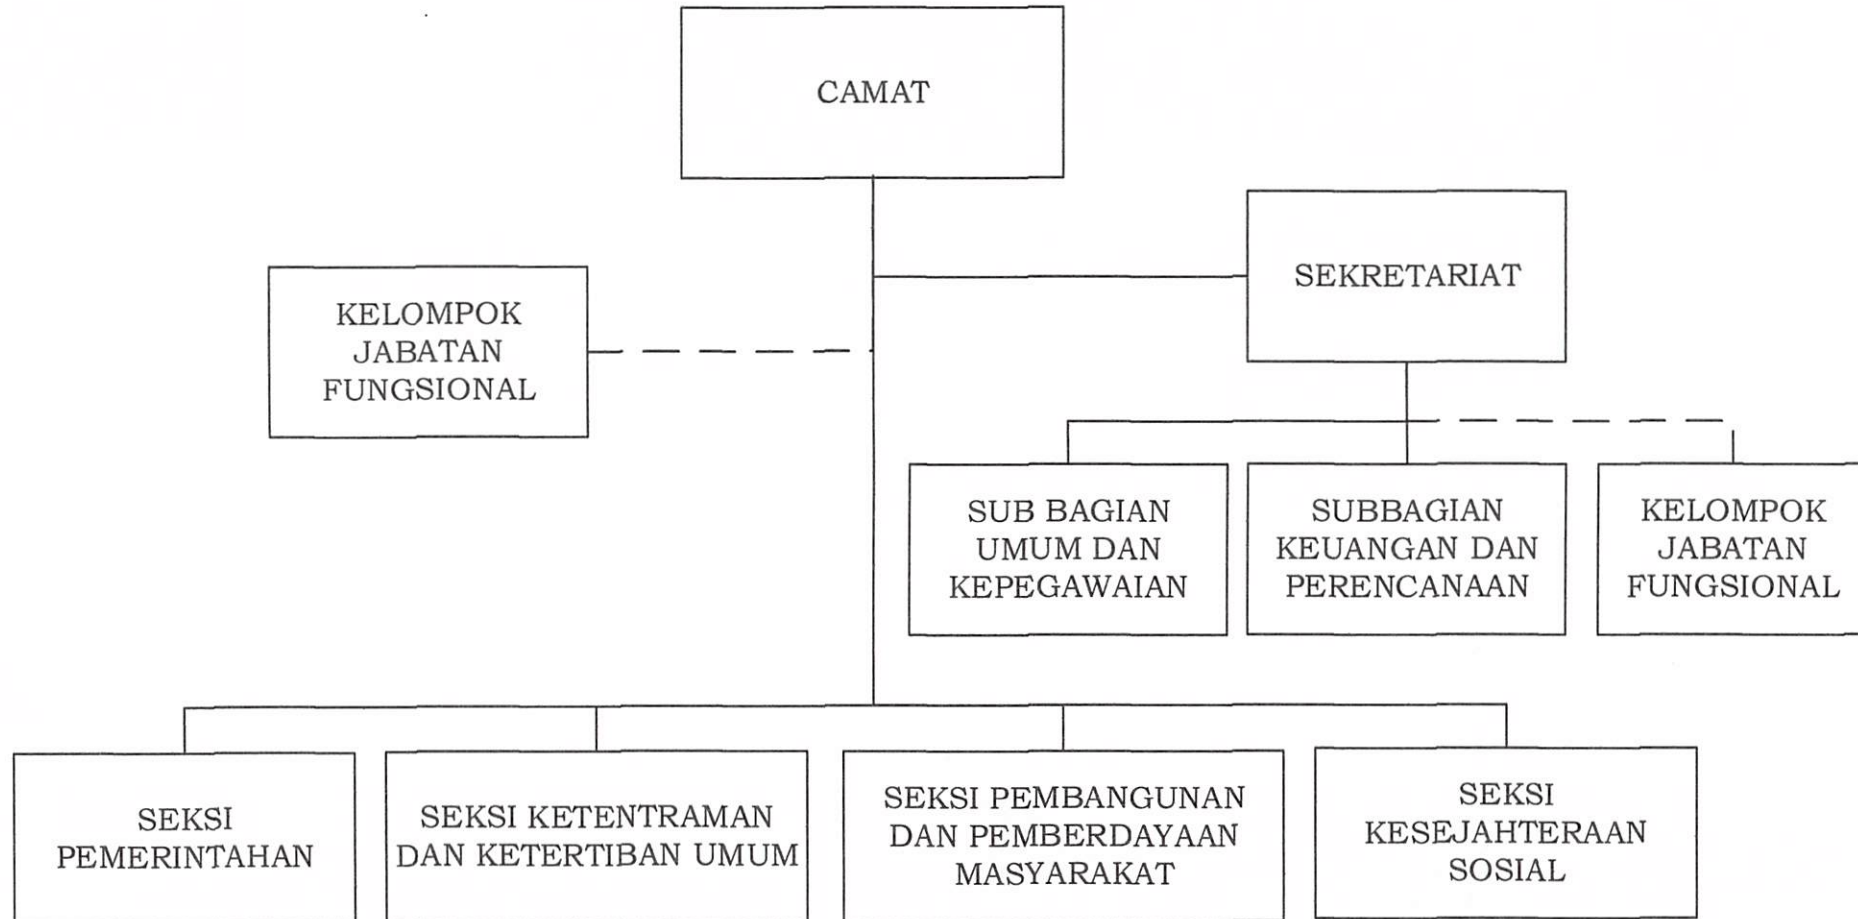 CAMAT
SEKRETARIAT
KELOMPOK
JABATAN
FUNGSIONAL
SUB BAGIAN
UMUM DAN
KEPEGAWAIAN
SUBBAGIAN
KEUANGAN DAN
PERENCANAAN
KELOMPOK
JABATAN
FUNGSIONAL
SEKSI
PEMERINTAHAN
SEKSI KETENTRAMAN
DAN KETERTIBAN UMUM
SEKSI PEMBANGUNAN
DAN PEMBERDAYAAN
MASYARAKAT
SEKSI
KESEJAHTERAAN
SOSIAL